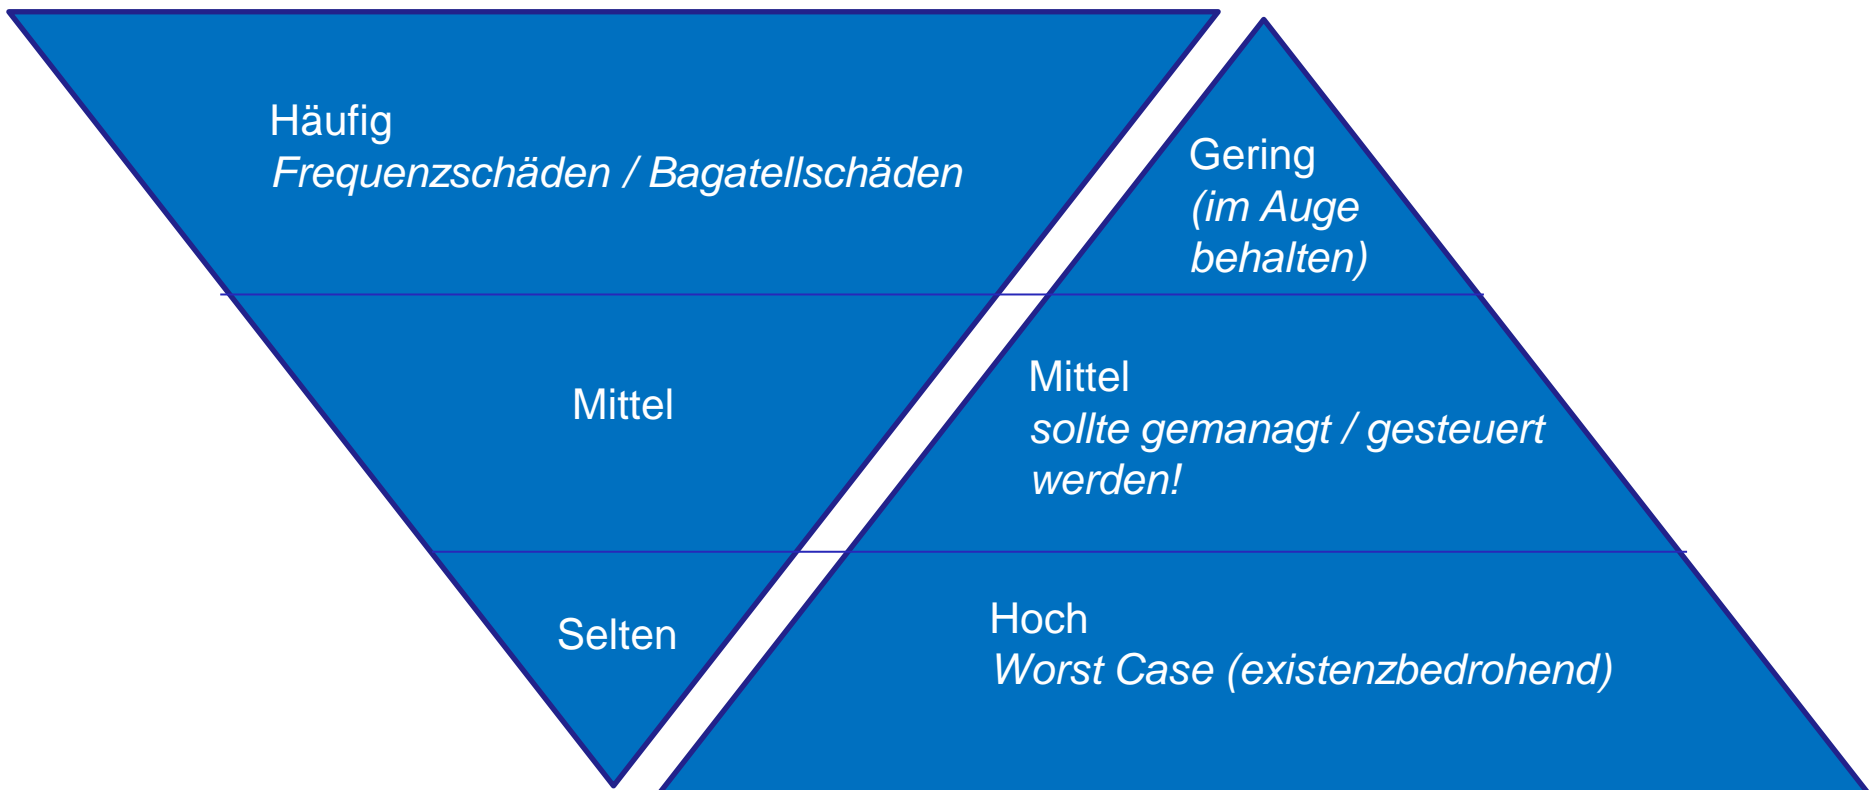 Häufig
Frequenzschäden / Bagatellschäden
Gering
(im Auge
behalten)
Mittel
Mittel
sollte gemanagt / gesteuert
werden!
Selten
Hoch
Worst Case (existenzbedrohend)